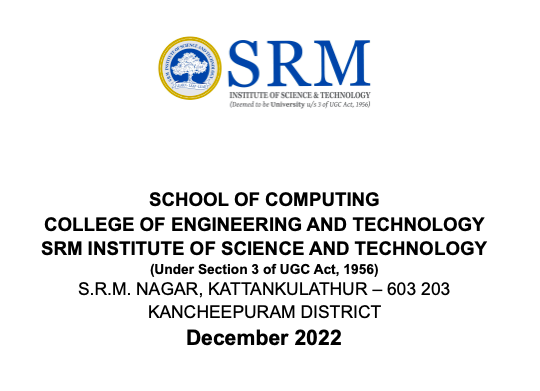 SRM
INSTITUTE OF SCIENCE & TECHNOLOGY
(Deemed to be University u/s 3 of UGC Act, 1956)
SCHOOL OF COMPUTING
COLLEGE OF ENGINEERING AND TECHNOLOGY
SRM INSTITUTE OF SCIENCE AND TECHNOLOGY
(Under Section 3 of UGC Act, 1956)
S.R.M. NAGAR, KATTANKULATHUR – 603 203
KANCHEEPURAM DISTRICT
December 2022